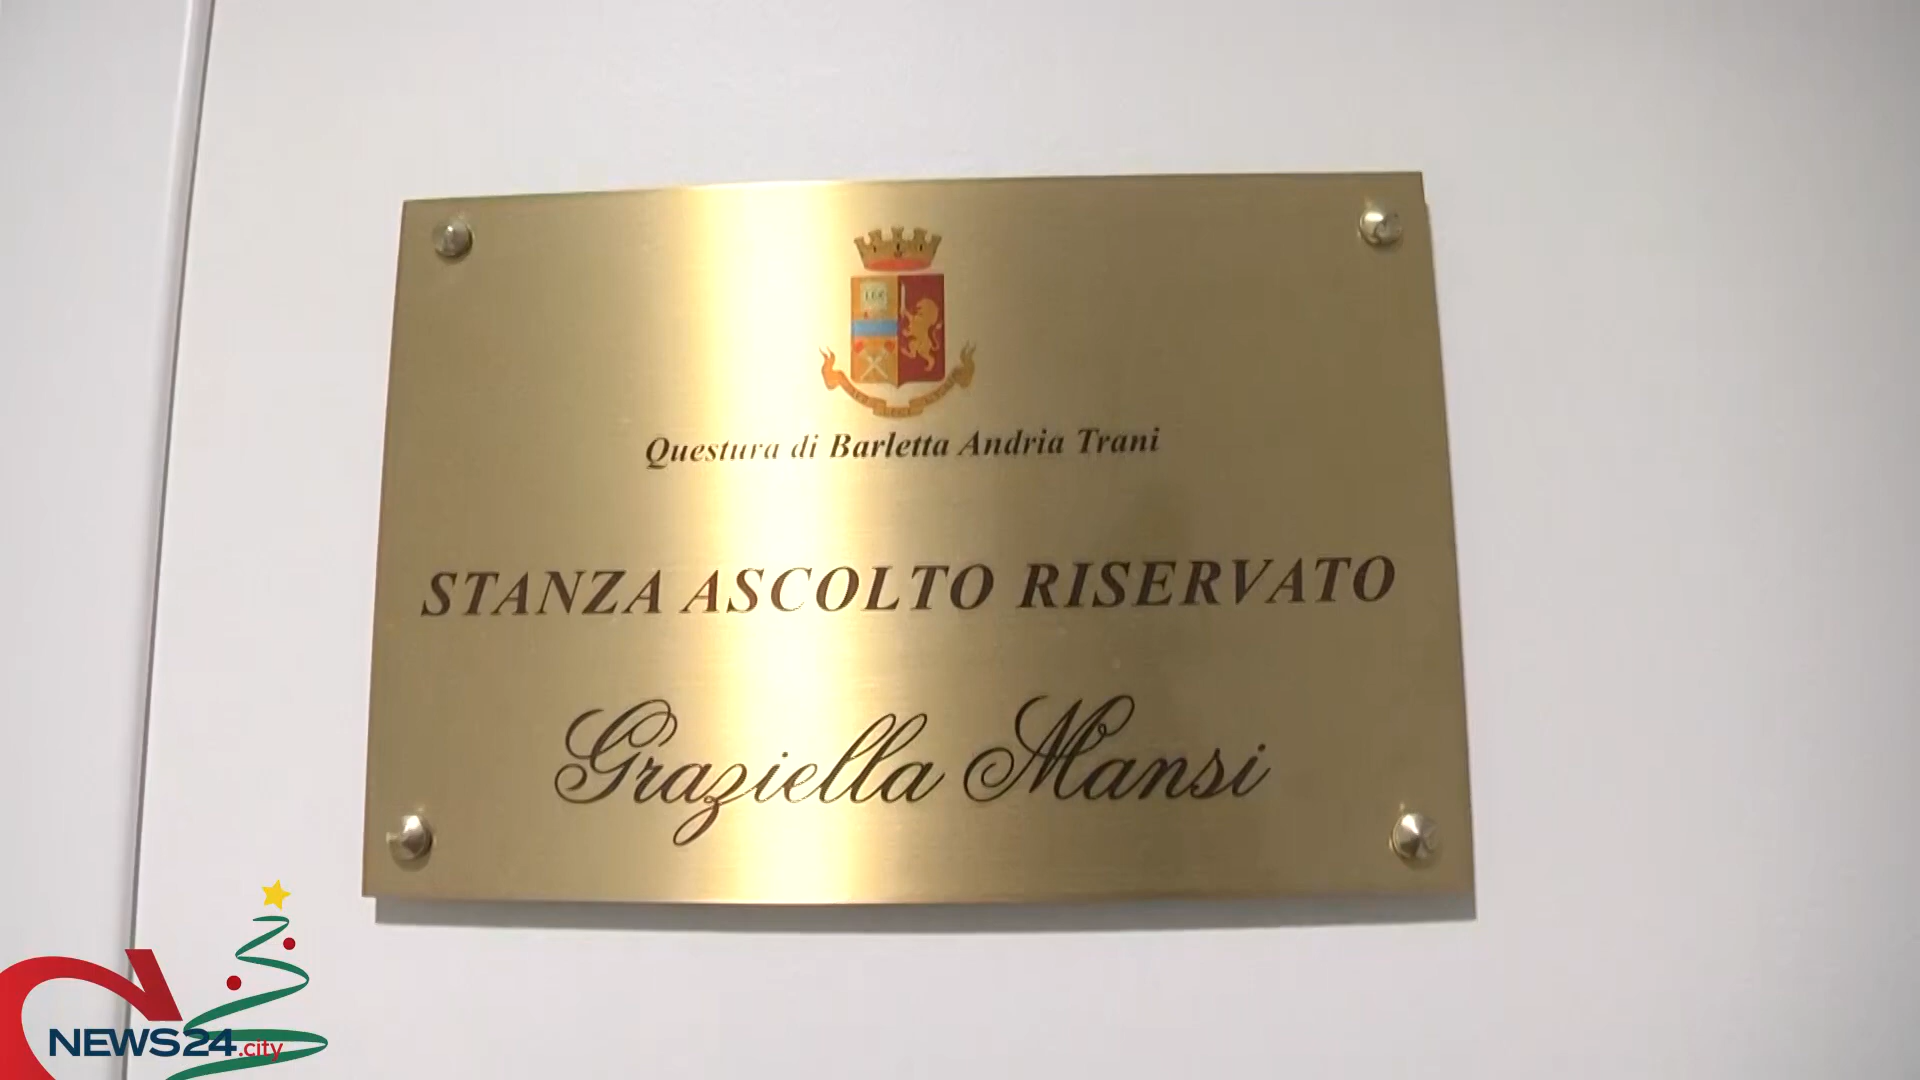 Questura di Barletta Andria Trani
STANZA ASCOLTO RISERVATO
Graziella Mansi
NEWS24.city